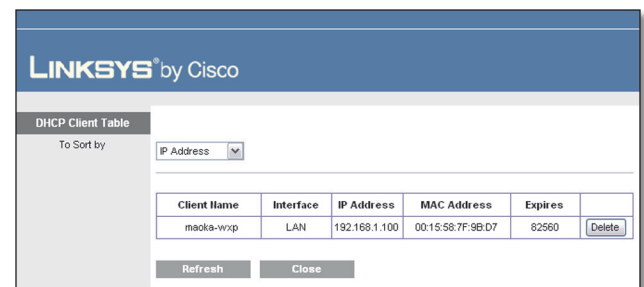 LINKSYS® by Cisco
DHCP Client Table
To Sort by
IP Address
Client Name Interface IP Address MAC Address Expires
maoka-wxp LAN 192.168.1.100 00:15:58:7F:9B:D7 82560 Delete
Refresh Close